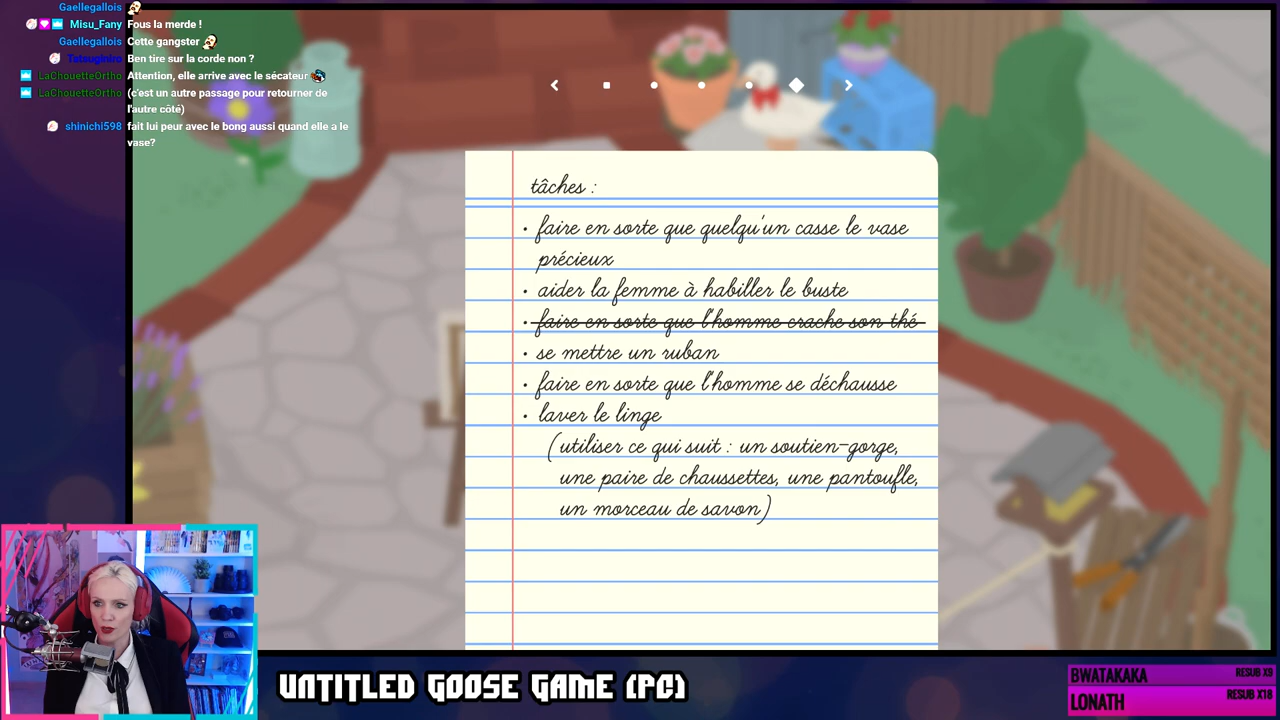 Gaellegallois
Misu_Fany Fous la merde !
Gaellegallois Cette gangster
Tatsuginiro Ben tire sur la corde non ?
LaChouetteOrtho Attention, elle arrive avec le sécateur
LaChouetteOrtho (c'est un autre passage pour retourner de
l'autre côté)
shinichi598 fait lui peur avec le bong aussi quand elle a le
vase?
tâches :
• faire en sorte que quelqu'un casse le vase
précieux
• aider la femme à habiller le buste
• faire en sorte que l'homme crache son thé
• se mettre un ruban
• faire en sorte que l'homme se déchausse
• laver le linge
(utiliser ce qui suit : un soutien-gorge,
une paire de chaussettes, une pantoufle,
un morceau de savon)
UNTITLED GOOSE GAME (PC)
BWATAKAKA RESUB X9
LONATH RESUB X18